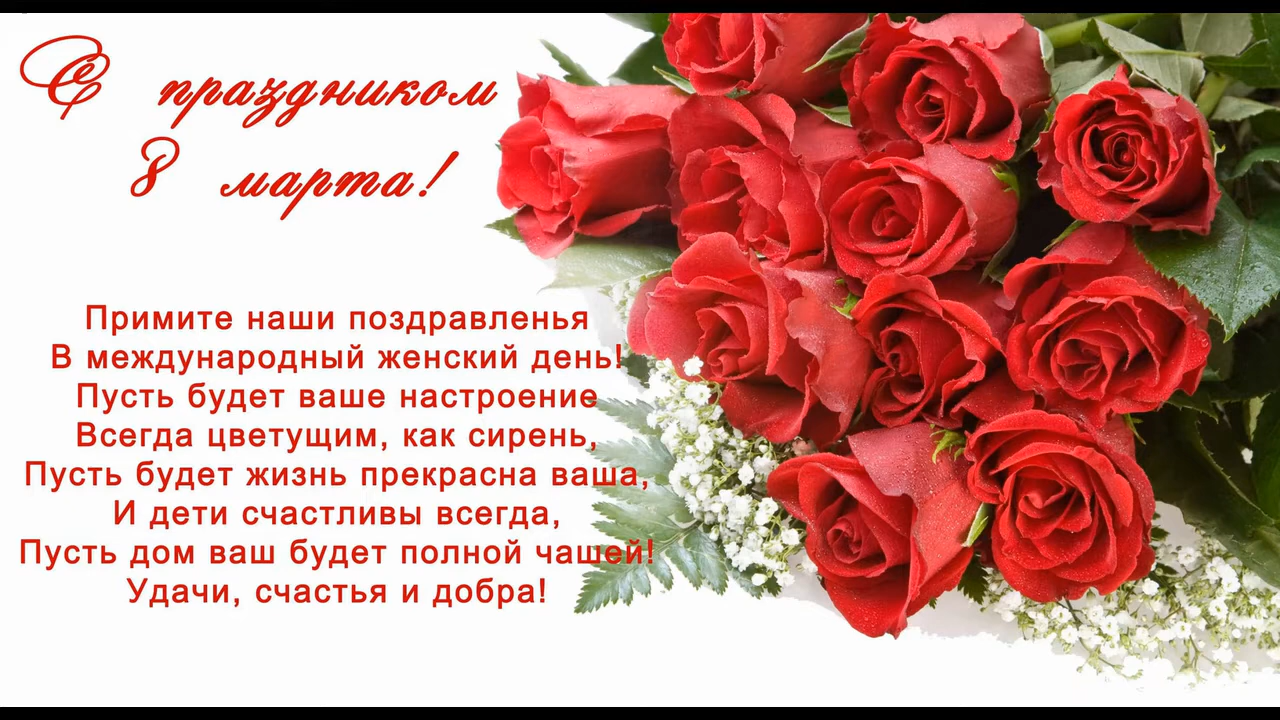 С праздником
8 марта!
Примите наши поздравленья
В международный женский день!
Пусть будет ваше настроение
Всегда цветущим, как сирень,
Пусть будет жизнь прекрасна ваша,
И дети счастливы всегда,
Пусть дом ваш будет полной чашей!
Удачи, счастья и добра!